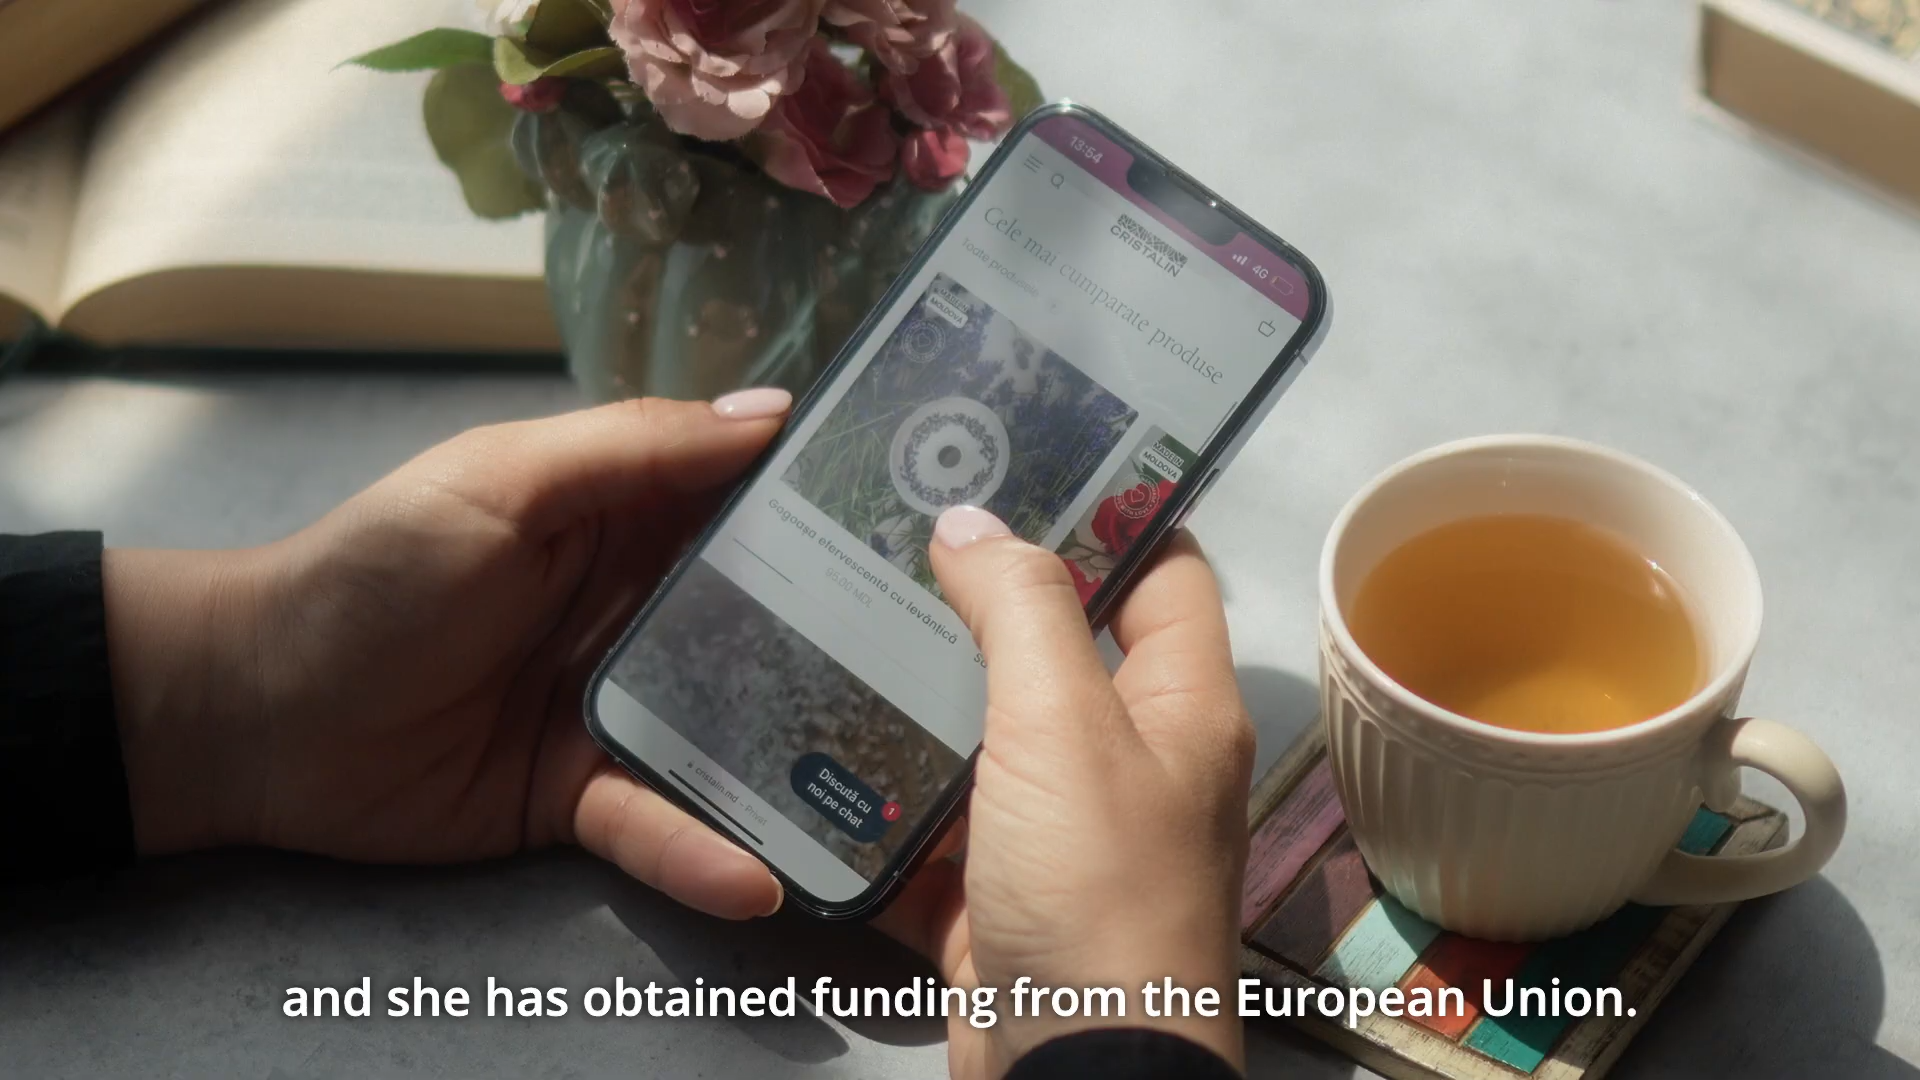 13:54
4G
CRISTALIN
Cele mai cumparate produse
Toate produsele
MADE IN
MOLDOVA
MADE IN
MOLDOVA
Gogoașa efervescentă cu levănțică
95.00 MDL
Discută cu
noi pe chat
1
cristalin.md – Privat
and she has obtained funding from the European Union.